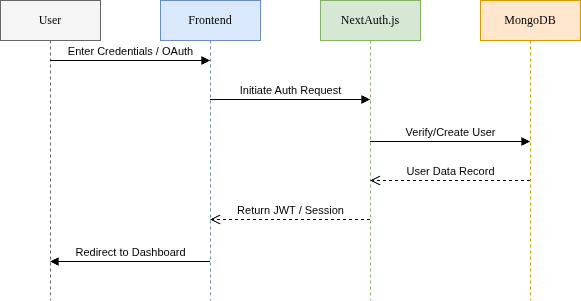 User
Frontend
NextAuth.js
MongoDB
Enter Credentials / OAuth
Initiate Auth Request
Verify/Create User
User Data Record
Return JWT / Session
Redirect to Dashboard